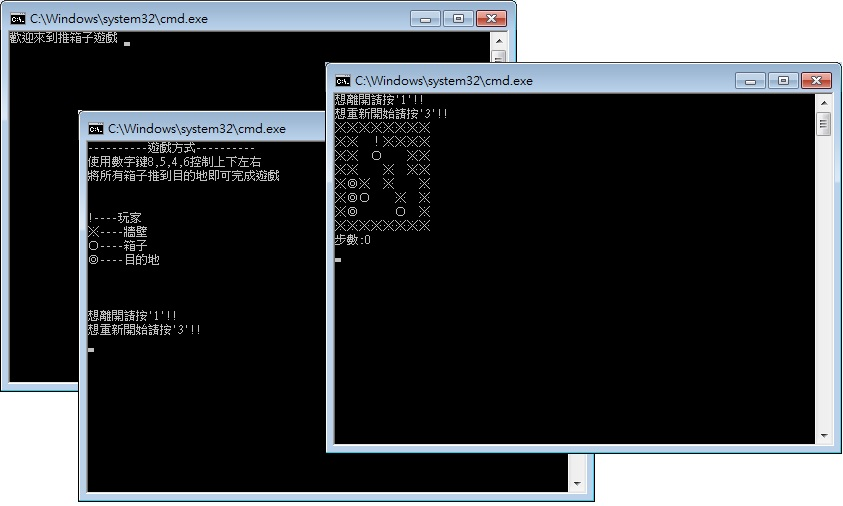 C:\Windows\system32\cmd.exe
歡迎來到推箱子遊戲
C:\Windows\system32\cmd.exe
----------遊戲方式----------
使用數字鍵8,5,4,6控制上下左右
將所有箱子推到目的地即可完成遊戲
!----玩家
※----牆壁
○----箱子
◎----目的地
想離開請按'1'!!
想重新開始請按'3'!!
C:\Windows\system32\cmd.exe
想離開請按'1'!!
想重新開始請按'3'!!
※※※※※※※※
※※　！※※※※
※※　○　　※※
※※　　※　※※
※◎※　※　　※
※◎○　　※　※
※◎　　　○　※
※※※※※※※※
步數:0